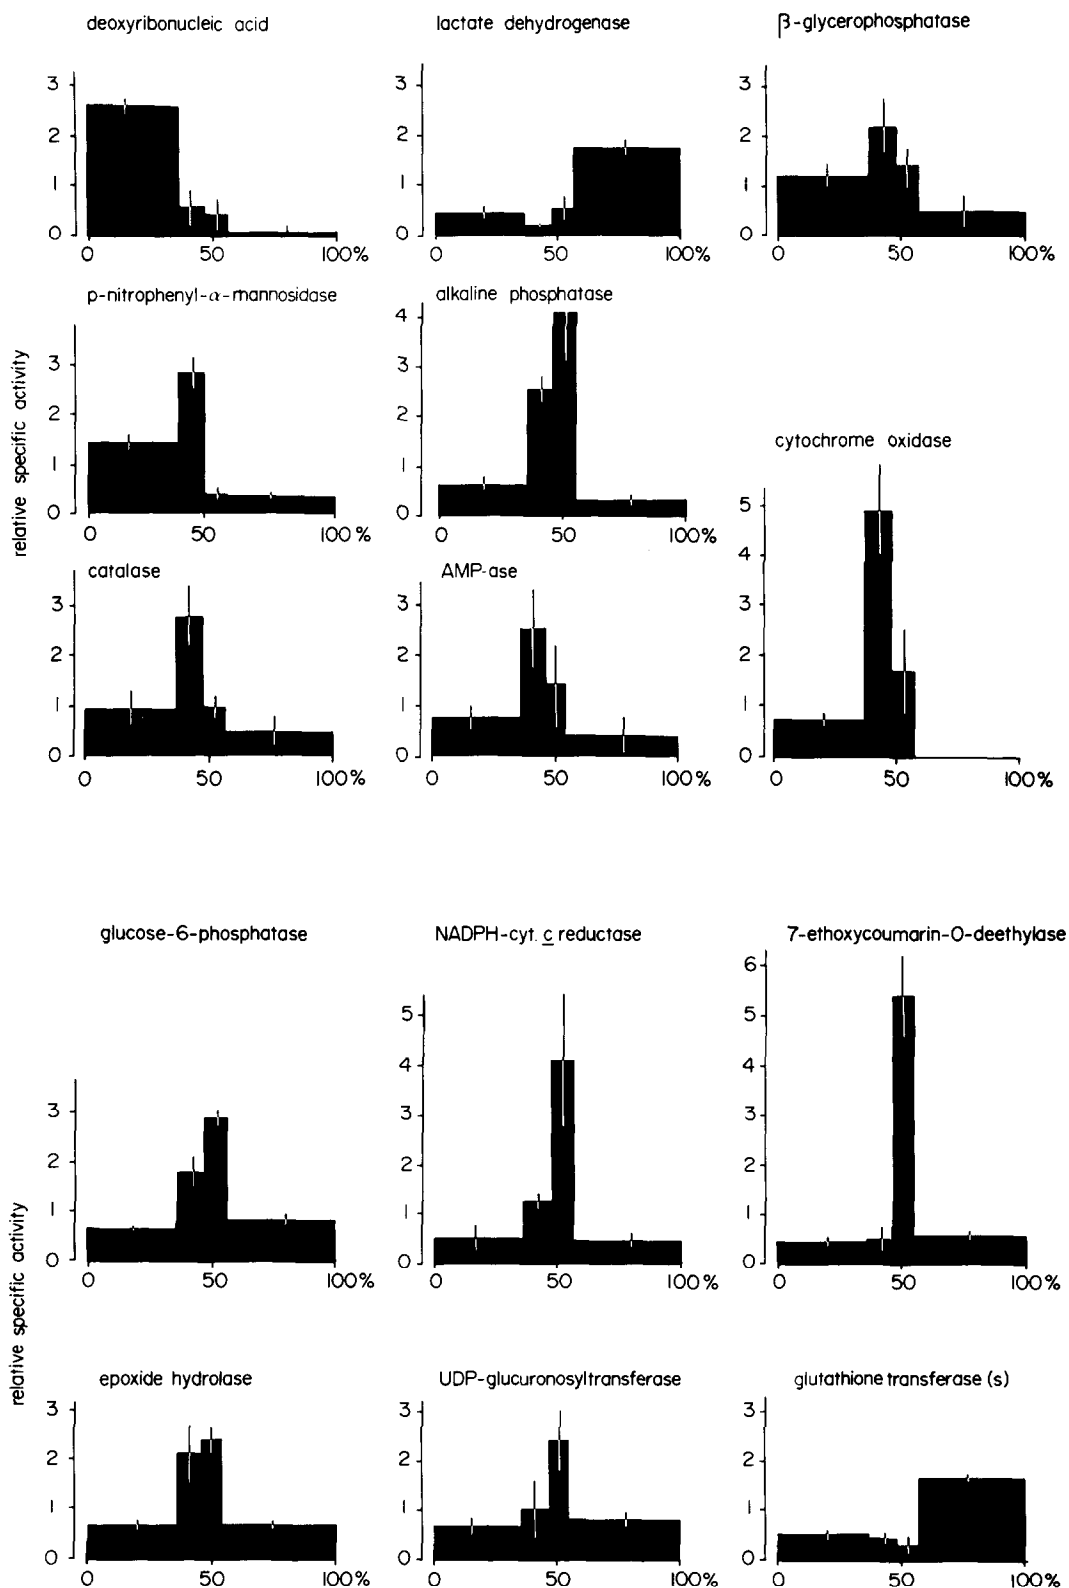 deoxyribonucleic acid
3
2
1
0
0 50 100%
lactate dehydrogenase
3
2
1
0
0 50 100%
β-glycerophosphatase
3
2
1
0
0 50 100%
relative specific activity
p-nitrophenyl-α-mannosidase
3
2
1
0
0 50 100%
alkaline phosphatase
4
3
2
1
0
0 50 100%
cytochrome oxidase
5
4
3
2
1
0
0 50 100%
catalase
3
2
1
0
0 50 100%
AMP-ase
3
2
1
0
0 50 100%
relative specific activity
glucose-6-phosphatase
3
2
1
0
0 50 100%
NADPH-cyt. c reductase
5
4
3
2
1
0
0 50 100%
7-ethoxycoumarin-O-deethylase
6
5
4
3
2
1
0
0 50 100%
epoxide hydrolase
3
2
1
0
0 50 100%
UDP-glucuronosyltransferase
3
2
1
0
0 50 100%
glutathione transferase (s)
3
2
1
0
0 50 100%